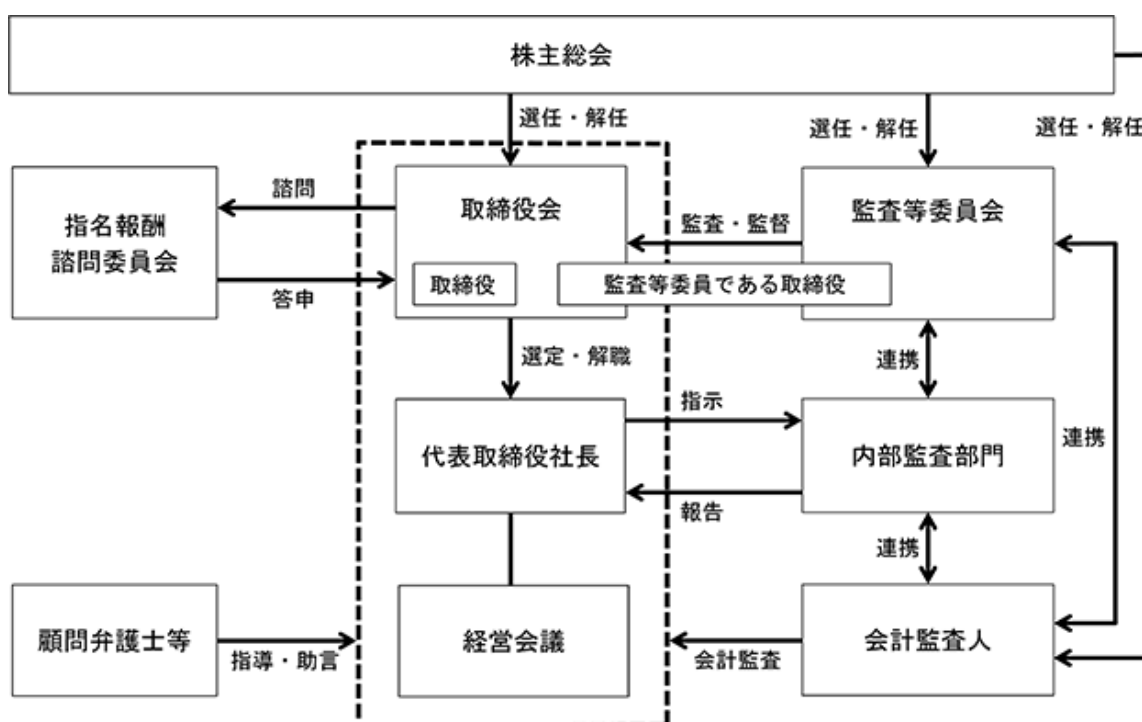 株主総会
選任・解任
選任・解任
選任・解任
指名報酬
諮問委員会
諮問
答申
取締役会
取締役
監査・監督
監査等委員会
監査等委員である取締役
選定・解職
連携
代表取締役社長
指示
報告
内部監査部門
連携
連携
顧問弁護士等
指導・助言
経営会議
会計監査
会計監査人